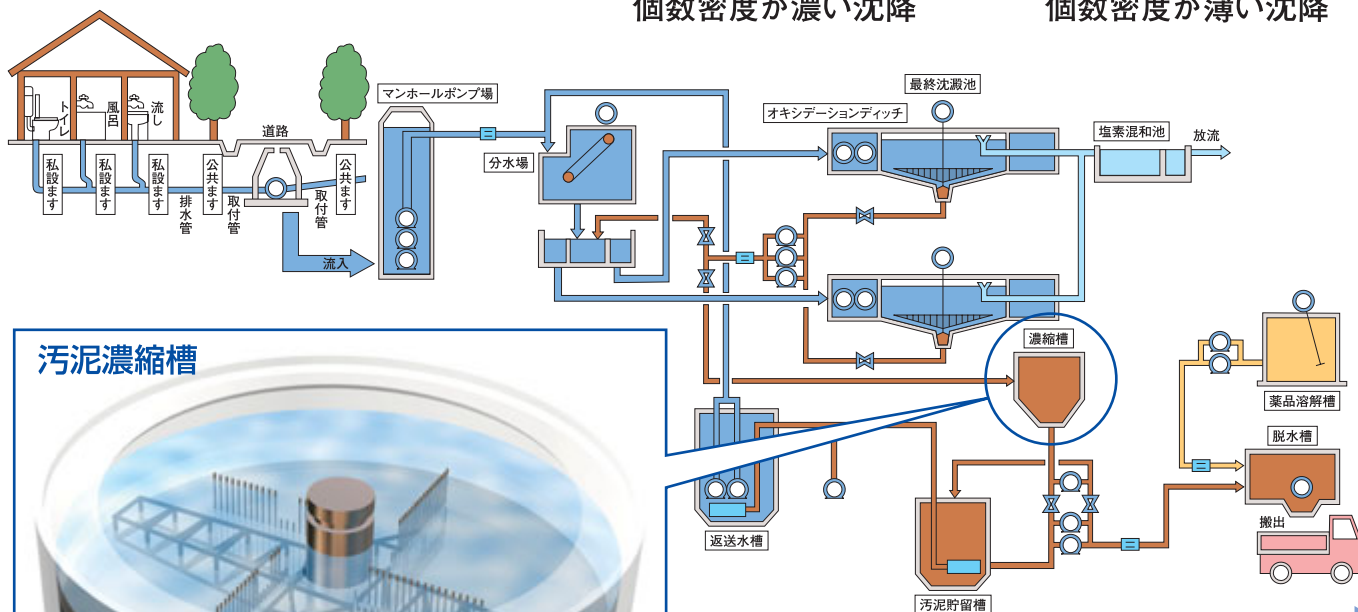 個数密度が濃い沈降
個数密度が薄い沈降
トイレ
風呂
流し
道路
私設ます
私設ます
私設ます
排水管
公共ます
取付管
取付管
公共ます
流入
マンホールポンプ場
分水場
オキシデーションディッチ
最終沈澱池
塩素混和池
放流
汚泥濃縮槽
濃縮槽
薬品溶解槽
脱水槽
搬出
返送水槽
汚泥貯留槽